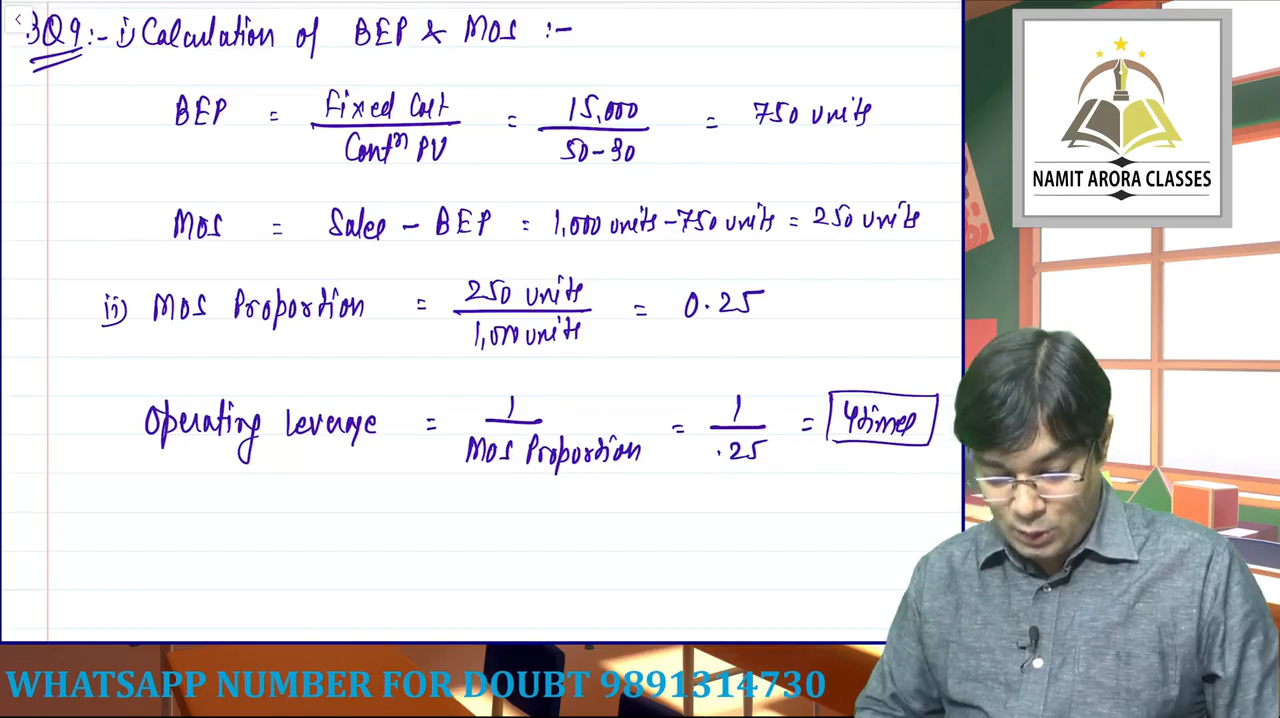 BQ9:- i) Calculation of BEP & MOS :-
BEP = Fixed Cost / Contn PV = 15,000 / 50-30 = 750 units
MOS = Sales - BEP = 1,000 units - 750 units = 250 units
ii) MOS Proportion = 250 units / 1,000 units = 0.25
Operating Leverage = 1 / MOS Proportion = 1 / .25 = 4 times
NAMIT ARORA CLASSES
WHATSAPP NUMBER FOR DOUBT 9891314730